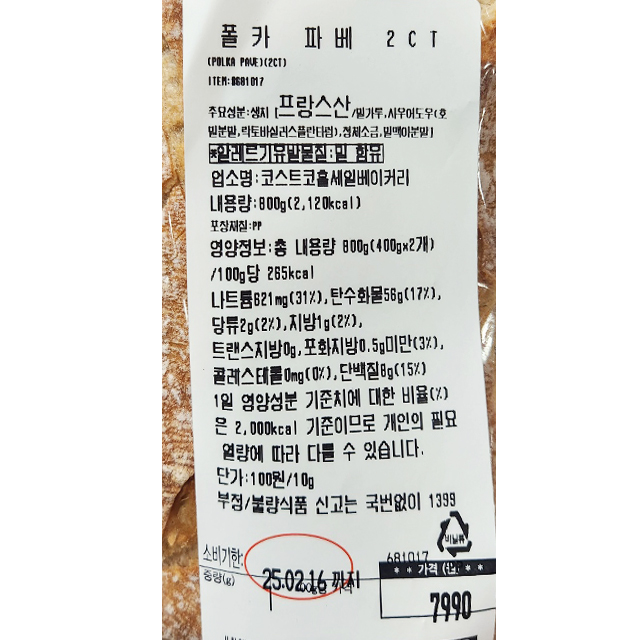 폴카 파베 2CT
(POLKA PAVE)(2CT)
ITEM:8681017
주요성분:생지 [프랑스산/밀가루,사우어도우(호
밀분말,락토바실러스플란타럼),정제소금,밀맥아분말]
*알레르기유발물질:밀 함유
업소명:코스트코홀세일베이커리
내용량:800g(2,120kcal)
포장재질:PP
영양정보:총 내용량 800g(400gx2개)
/100g당 265kcal
나트륨621mg(31%),탄수화물56g(17%),
당류2g(2%),지방1g(2%),
트랜스지방0g,포화지방0.5g미만(3%),
콜레스테롤0mg(0%),단백질8g(15%)
1일 영양성분 기준치에 대한 비율(%)
은 2,000kcal 기준이므로 개인의 필요
열량에 따라 다를 수 있습니다.
단가:100원/10g
부정/불량식품 신고는 국번없이 1399
비닐류
소비기한: 681017
25.02.16 까지
중량(g) 가격
** 가격 (원) **
7990